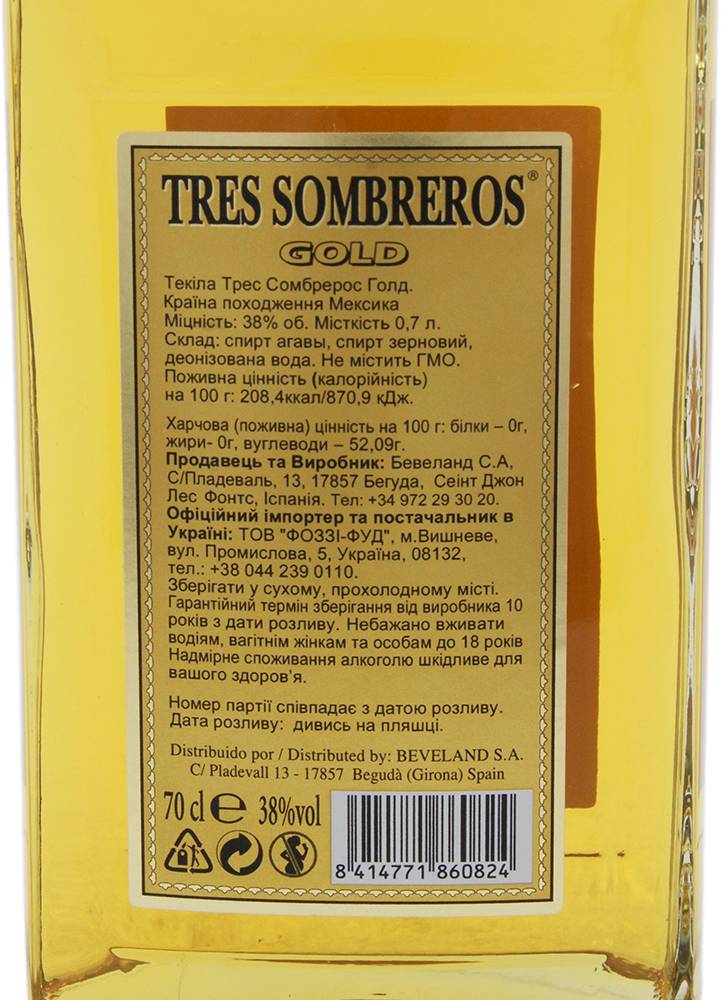 TRES SOMBREROS®
GOLD
Текіла Трес Сомбрерос Голд.
Країна походження Мексика
Міцність: 38% об. Місткість 0,7 л.
Склад: спирт агавы, спирт зерновий,
деонізована вода. Не містить ГМО.
Поживна цінність (калорійність)
на 100 г: 208,4ккал/870,9 кДж.
Харчова (поживна) цінність на 100 г: білки – 0г,
жири- 0г, вуглеводи – 52,09г.
Продавець та Виробник: Бевеланд С.А,
С/Пладеваль, 13, 17857 Бегуда, Сеінт Джон
Лес Фонтс, Іспанія. Тел: +34 972 29 30 20.
Офіційний імпортер та постачальник в
Україні: ТОВ "ФОЗЗІ-ФУД", м.Вишневе,
вул. Промислова, 5, Україна, 08132,
тел.: +38 044 239 0110.
Зберігати у сухому, прохолодному місті.
Гарантійний термін зберігання від виробника 10
років з дати розливу. Небажано вживати
водіям, вагітнім жінкам та особам до 18 років
Надмірне споживання алкоголю шкідливе для
вашого здоров'я.
Номер партії співпадає з датою розливу.
Дата розливу: дивись на пляшці.
Distribuido por / Distributed by: BEVELAND S.A.
C/ Pladevall 13 - 17857 Begudà (Girona) Spain
70 cl e 38%vol
8 414771 860824